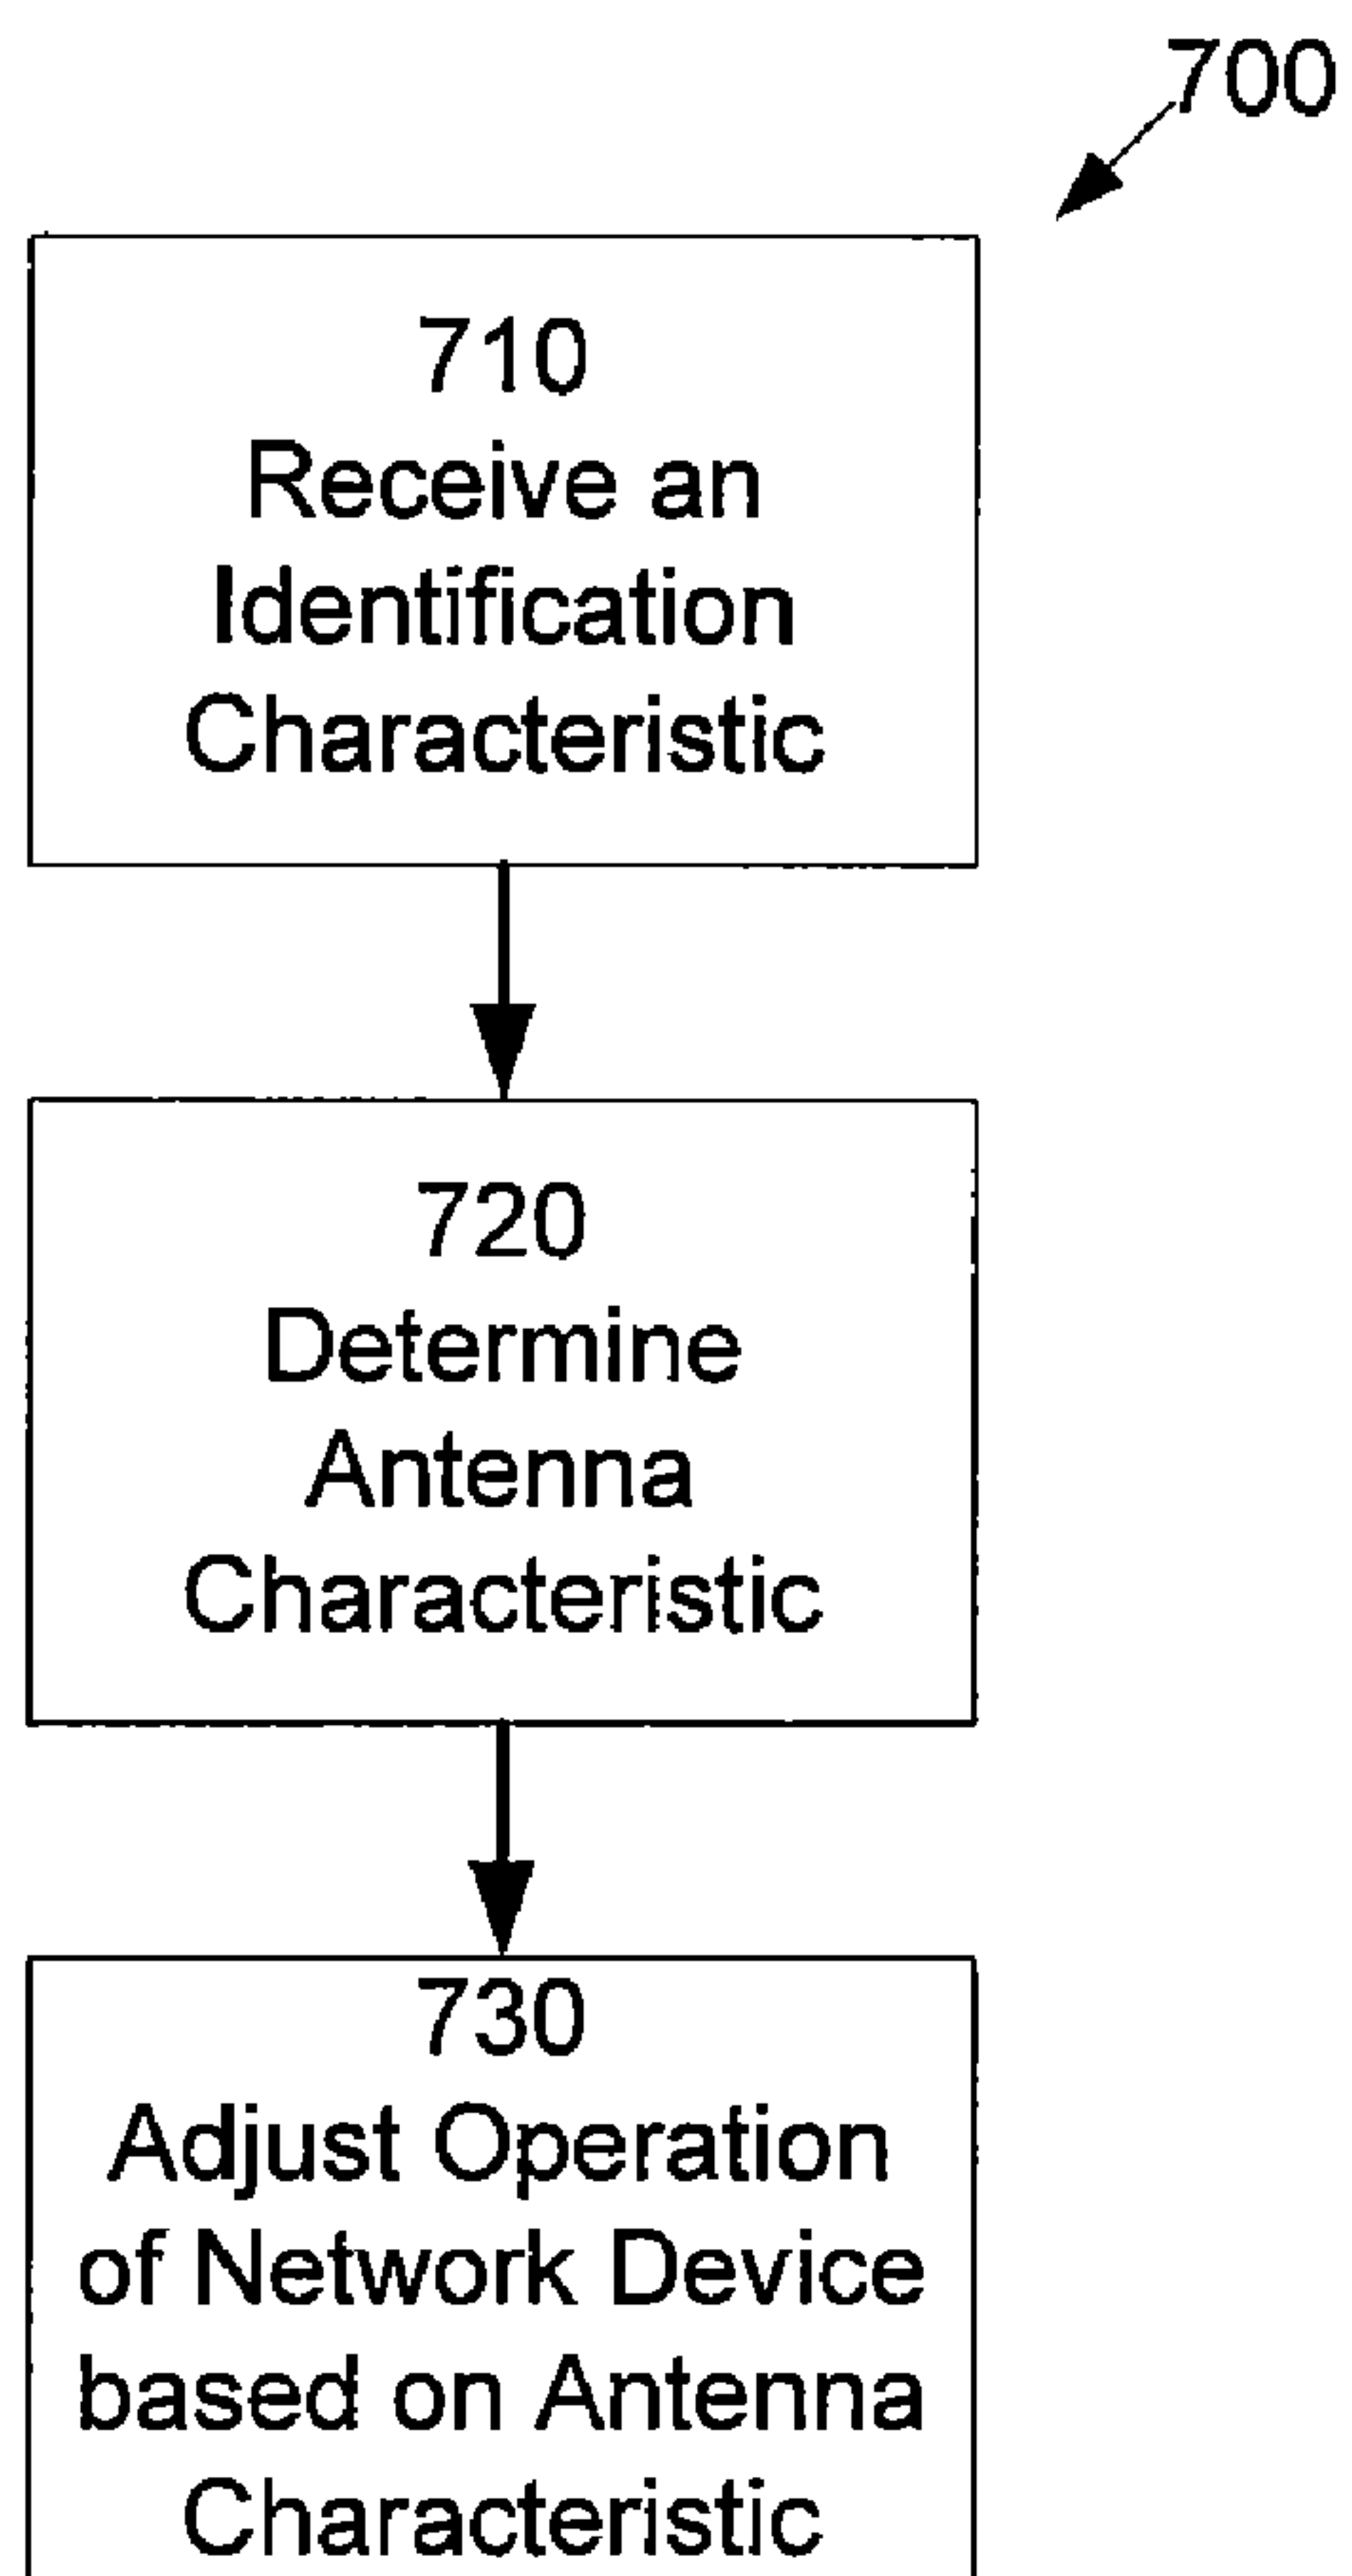 700
710
Receive an
Identification
Characteristic
720
Determine
Antenna
Characteristic
730
Adjust Operation
of Network Device
based on Antenna
Characteristic